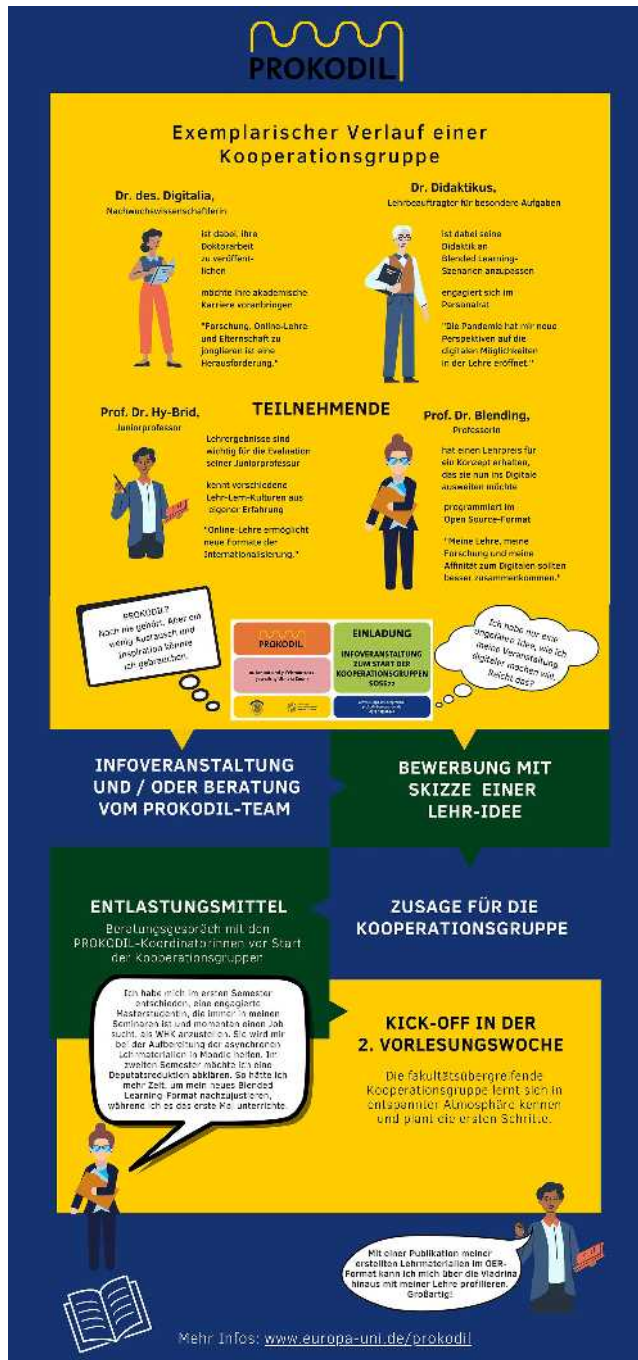 PROKODIL
Exemplarischer Verlauf einer
Kooperationsgruppe
Dr. des. Digitalia,
Nachwuchswissenschaftlerin
ist dabei, ihre
Doktorarbeit
zu veröffent-
lichen
möchte ihre akademische
Karriere voranbringen
"Forschung, Online-Lehre
und Elternschaft zu
jonglieren ist eine
Herausforderung."
Dr. Didaktikus,
Lehrbeauftragter für besondere Aufgaben
ist dabei seine
Didaktik an
Blended Learning-
Szenarien anzupassen
engagiert sich im
Personalrat
"Die Pandemie hat mir neue
Perspektiven auf die
digitalen Möglichkeiten
in der Lehre eröffnet."
TEILNEHMENDE
Prof. Dr. Hy-Brid,
Juniorprofessor
Lehrergebnisse sind
wichtig für die Evaluation
seiner Juniorprofessor
kennt verschiedene
Lehr-Lern-Kulturen aus
eigener Erfahrung
"Online-Lehre ermöglicht
neue Formate der
Internationalisierung."
Prof. Dr. Blending,
Professorin
hat einen Lehrpreis für
ein Konzept erhalten,
das sie nun ins Digitale
ausweiten möchte
programmiert im
Open Source-Format
"Meine Lehre, meine
Forschung und meine
Affinität zum Digitalen sollten
besser zusammenkommen."
PROKODIL?
Noch nie gehört. Aber ein
wenig Austausch und
Inspiration könnte
ich gebrauchen.
PROKODIL
EINLADUNG
INFOVERANSTALTUNG
ZUM START DER
KOOPERATIONSGRUPPEN
SOSE22
Ich habe nur eine
ungefähre Idee, wie ich
meine Veranstaltung
digitaler machen will.
Reicht das?
INFOVERANSTALTUNG
UND / ODER BERATUNG
VOM PROKODIL-TEAM
BEWERBUNG MIT
SKIZZE EINER
LEHR-IDEE
ENTLASTUNGSMITTEL
Beratungsgespräch mit den
PROKODIL-Koordinatorinnen vor Start
der Kooperationsgruppen
ZUSAGE FÜR DIE
KOOPERATIONSGRUPPE
Ich habe mich im ersten Semester
entschieden, eine engagierte
Masterstudentin, die immer in meinen
Seminaren ist und momentan einen Job
sucht, als WHK anzustellen. Sie wird mir
bei der Aufbereitung der asynchronen
Lehrmaterialien in Moodle helfen. Im
zweiten Semester möchte ich eine
Deputatsreduktion abklären. So hätte ich
mehr Zeit, um mein neues Blended
Learning-Format nachzujustieren,
während ich es das erste Mal unterrichte.
KICK-OFF IN DER
2. VORLESUNGSWOCHE
Die fakultätsübergreifende
Kooperationsgruppe lernt sich in
entspannter Atmosphäre kennen
und plant die ersten Schritte.
Mit einer Publikation meiner
erstellten Lehrmaterialien im OER-
Format kann ich mich über die Viadrina
hinaus mit meiner Lehre profilieren.
Großartig!
Mehr Infos: www.europa-uni.de/prokodil